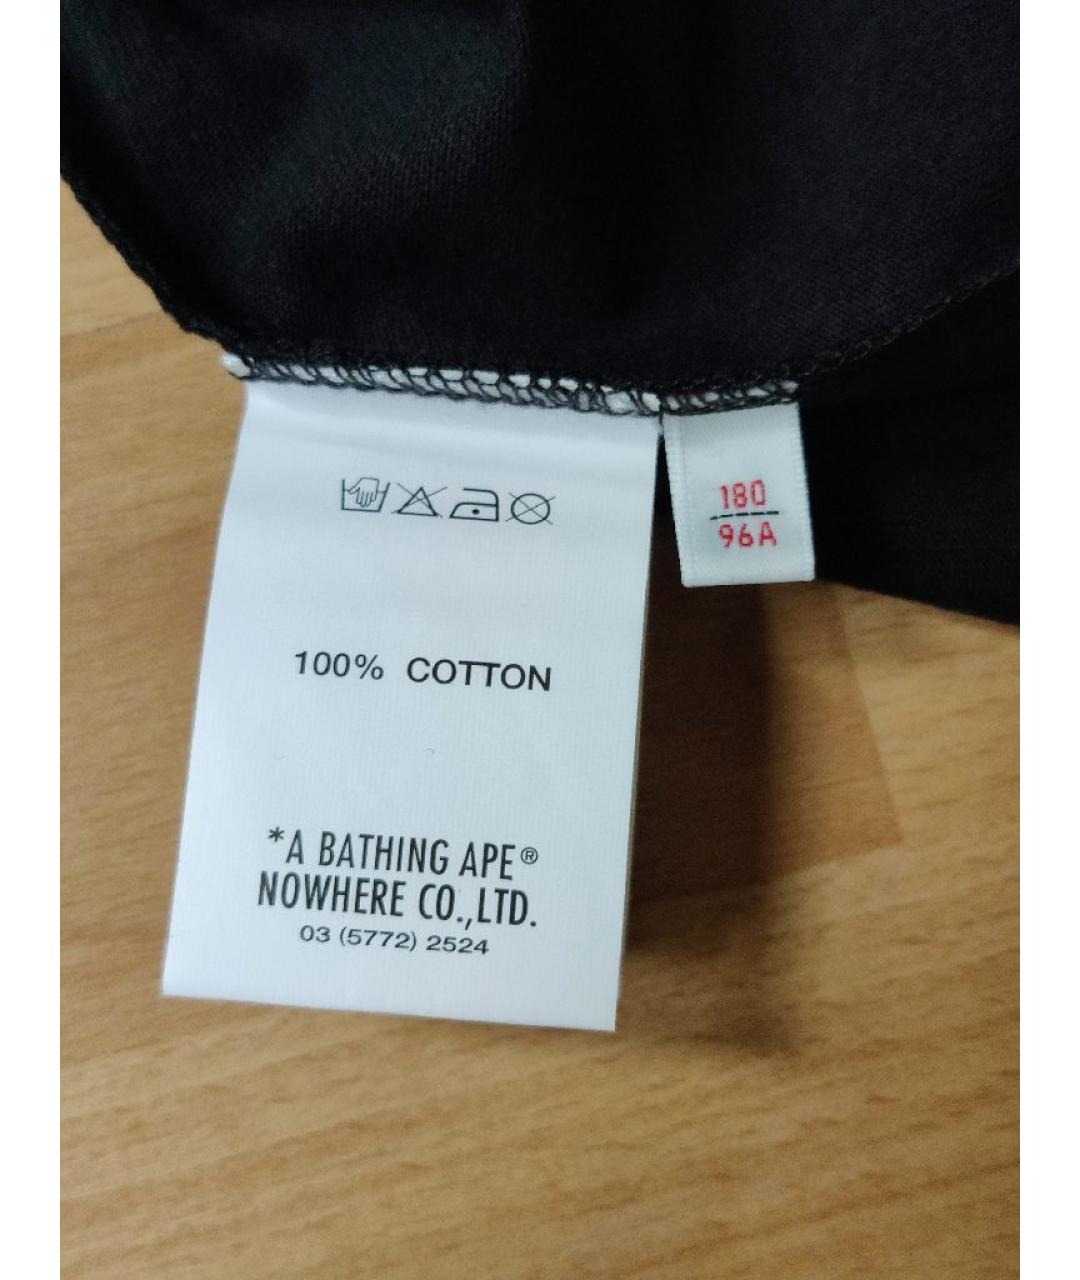 180
96A
100% COTTON
*A BATHING APE®
NOWHERE CO.,LTD.
03 (5772) 2524